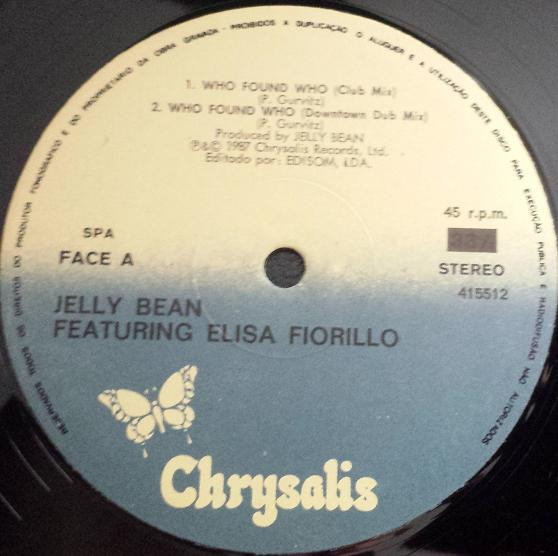 RESERVADOS TODOS OS DIREITOS DO PRODUTOR FONOGRÁFICO E DO PROPRIETARIO DA OBRA GRAVADA - PROIBIDOS A DUPLICAÇÃO O ALUGUER E A UTILIZAÇÃO DESTE DISCO PARA EXECUÇÃO PUBLICA E RADIODIFUSÃO NÃO AUTORIZADOS
1. WHO FOUND WHO (Club Mix)
(P. Gurvitz)
2. WHO FOUND WHO (Downtown Dub Mix)
(P. Gurvitz)
Produced by JELLY BEAN
℗&© 1987 Chrysalis Records, Ltd.
Editado por: EDISOM, LDA.
45 r.p.m.
SPA
FACE A
STEREO
415512
JELLY BEAN
FEATURING ELISA FIORILLO
Chrysalis